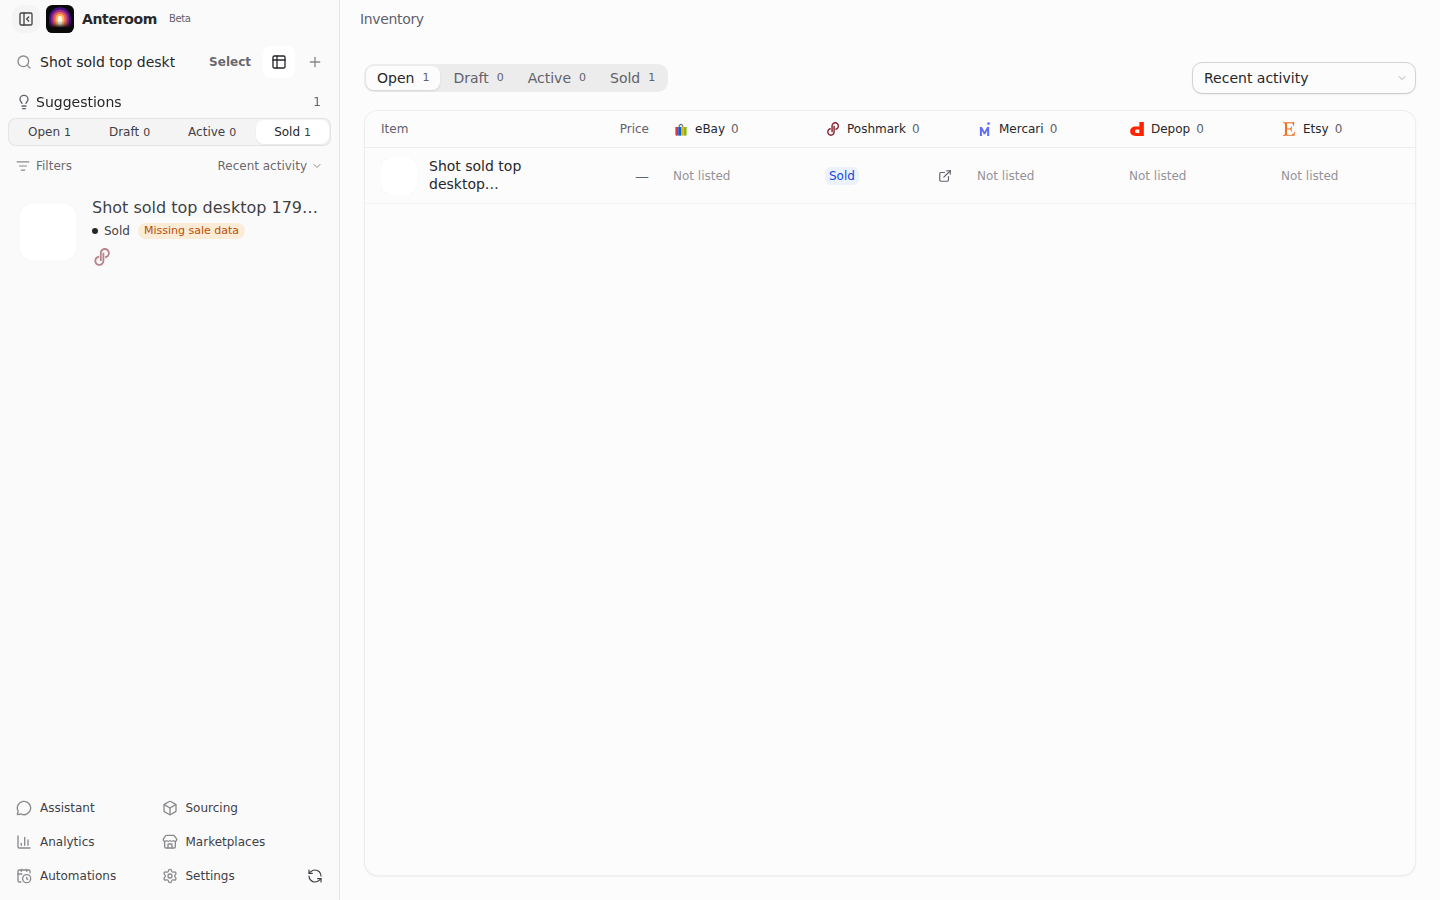 Anteroom Beta
Shot sold top deskt
Select
Suggestions 1
Open 1 Draft 0 Active 0 Sold 1
Filters Recent activity
Shot sold top desktop 179...
Sold Missing sale data
Assistant Sourcing
Analytics Marketplaces
Automations Settings
Inventory
Open 1 Draft 0 Active 0 Sold 1
Recent activity
Item Price eBay 0 Poshmark 0 Mercari 0 Depop 0 Etsy 0
Shot sold top
desktop...
— Not listed Sold Not listed Not listed Not listed